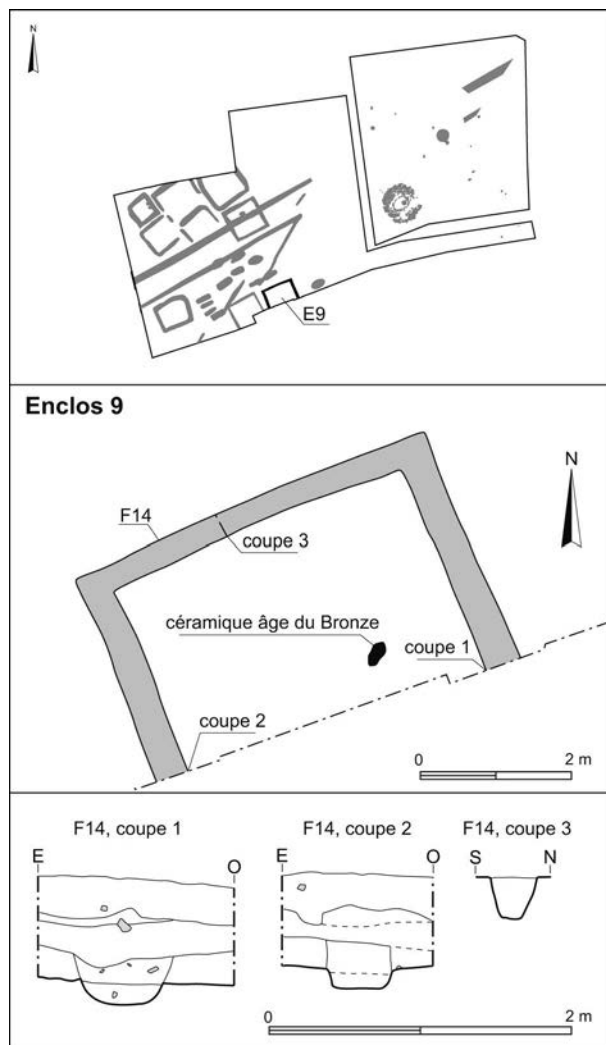 N
E9
Enclos 9
N
F14
coupe 3
céramique âge du Bronze
coupe 1
coupe 2
0 2 m
F14, coupe 1 F14, coupe 2 F14, coupe 3
E O E O S N
0 2 m